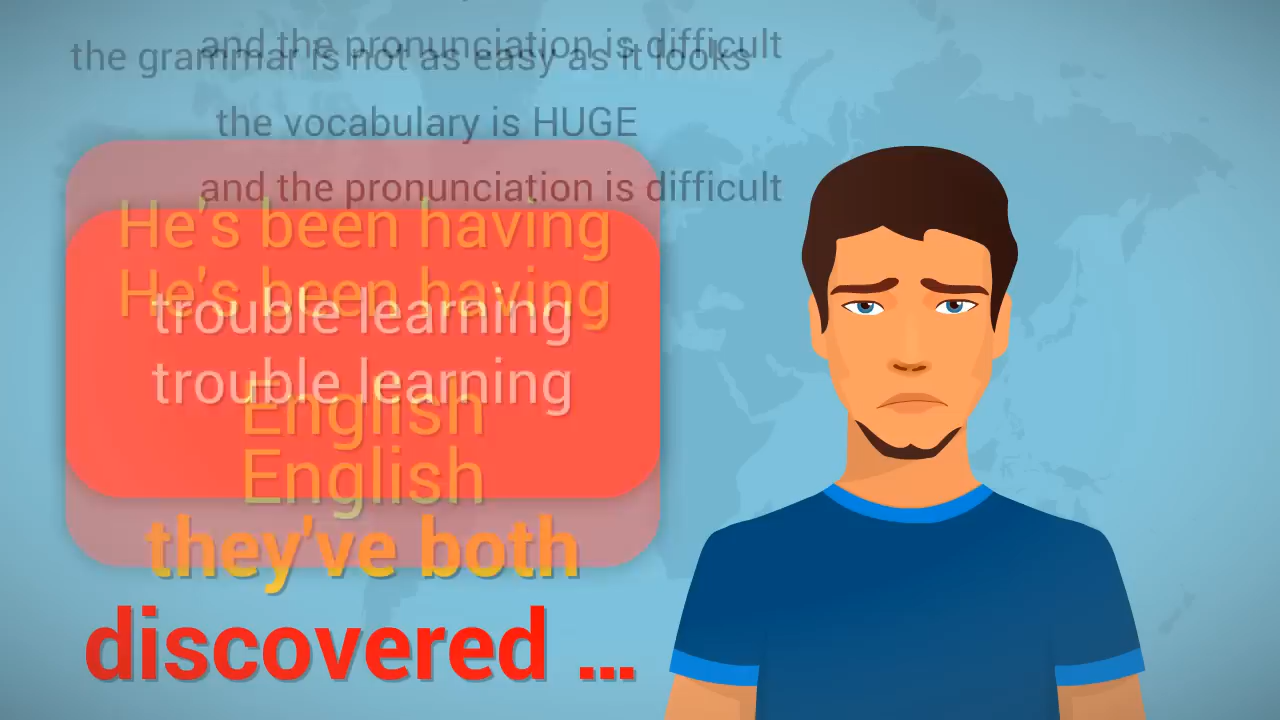 and the pronunciation is difficult
the grammar is not as easy as it looks
the vocabulary is HUGE
and the pronunciation is difficult
He's been having
He's been having
trouble learning
trouble learning
English
English
they've both
discovered ...